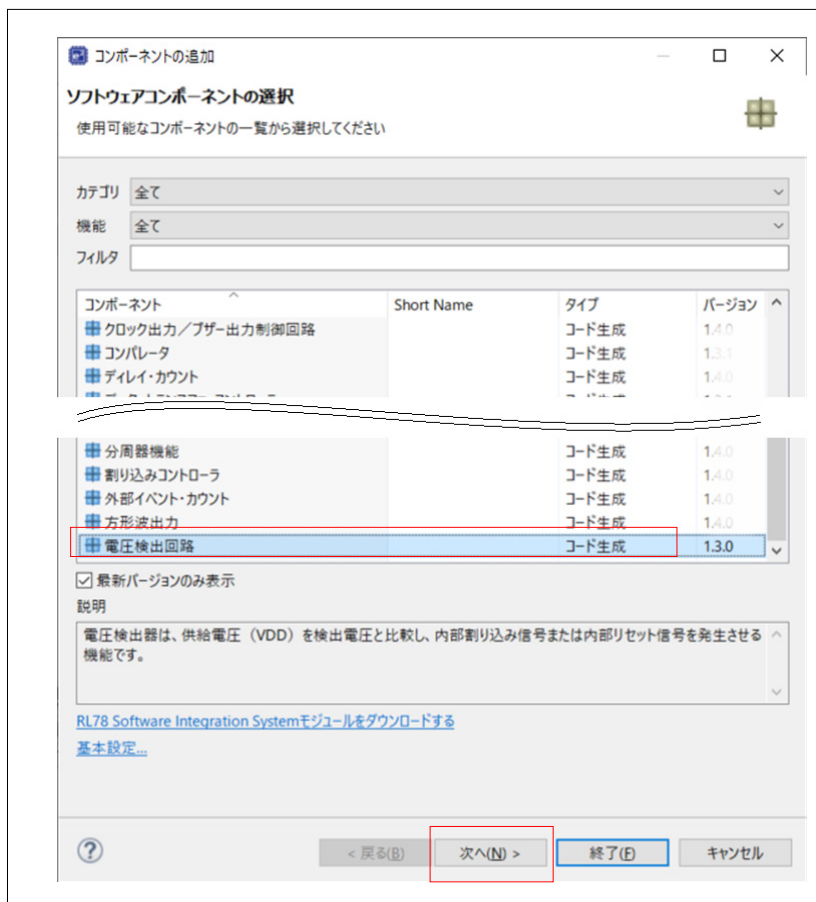 コンポーネントの追加
ソフトウェアコンポーネントの選択
使用可能なコンポーネントの一覧から選択してください
カテゴリ 全て
機能 全て
フィルタ
コンポーネント Short Name タイプ バージョン
クロック出力／ブザー出力制御回路 コード生成 1.4.0
コンパレータ コード生成 1.3.1
ディレイ・カウント コード生成 1.4.0
分周器機能 コード生成 1.4.0
割り込みコントローラ コード生成 1.4.0
外部イベント・カウント コード生成 1.4.0
方形波出力 コード生成 1.4.0
電圧検出回路 コード生成 1.3.0
最新バージョンのみ表示
説明
電圧検出器は、供給電圧（VDD）を検出電圧と比較し、内部割り込み信号または内部リセット信号を発生させる
機能です。
RL78 Software Integration Systemモジュールをダウンロードする
基本設定...
< 戻る(B) 次へ(N) > 終了(F) キャンセル